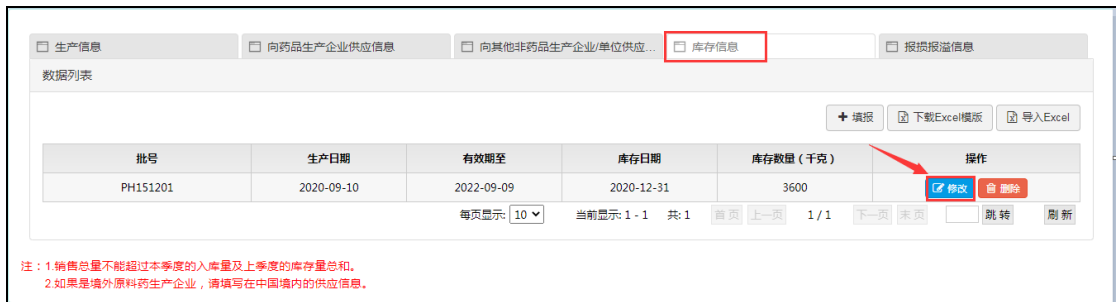 生产信息 向药品生产企业供应信息 向其他非药品生产企业/单位供应... 库存信息 报损报溢信息
数据列表
填报 下载Excel模版 导入Excel
批号 生产日期 有效期至 库存日期 库存数量(千克) 操作
PH151201 2020-09-10 2022-09-09 2020-12-31 3600 修改 删除
每页显示: 10 当前显示: 1 - 1 共: 1 首页 上一页 1 / 1 下一页 末页 跳转 刷新
注:1.销售总量不能超过本季度的入库量及上季度的库存量总和。
2.如果是境外原料药生产企业,请填写在中国境内的供应信息。